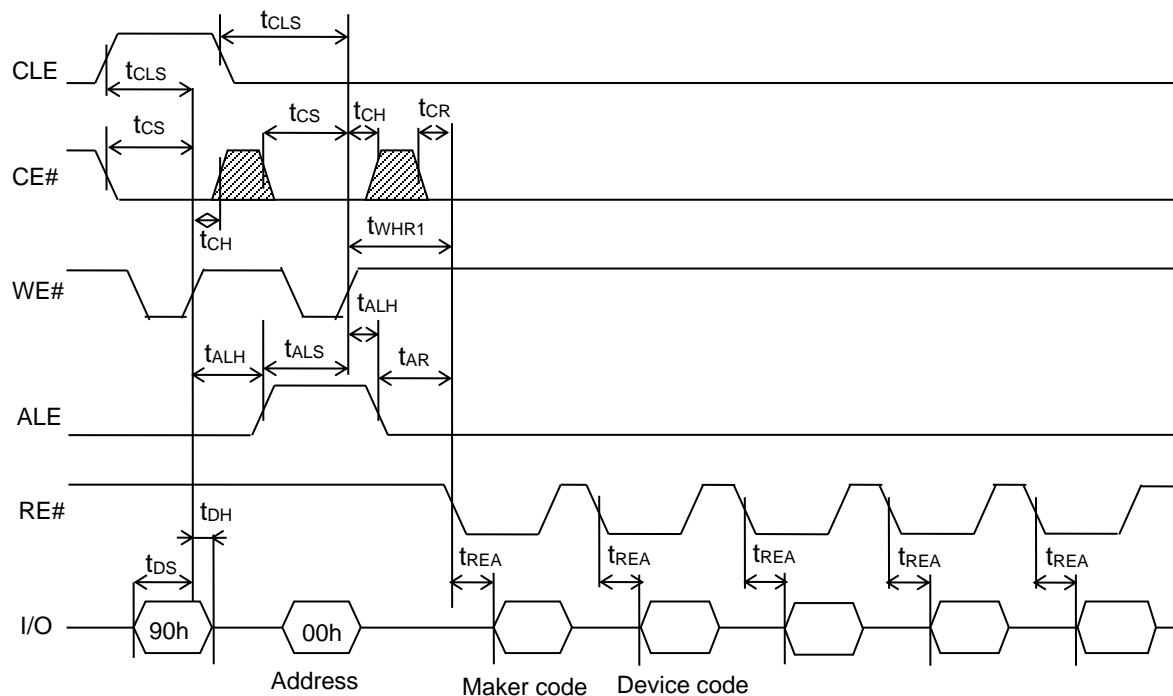 tCLS
CLE
tCLS
tCR
tCS
tCH
tCS
CE#
tWHR1
tCH
WE#
tALH
tALH
tALS
tAR
ALE
RE#
tDH
tDS
tREA
tREA
tREA
tREA
tREA
I/O
90h
00h
Address
Maker code
Device code